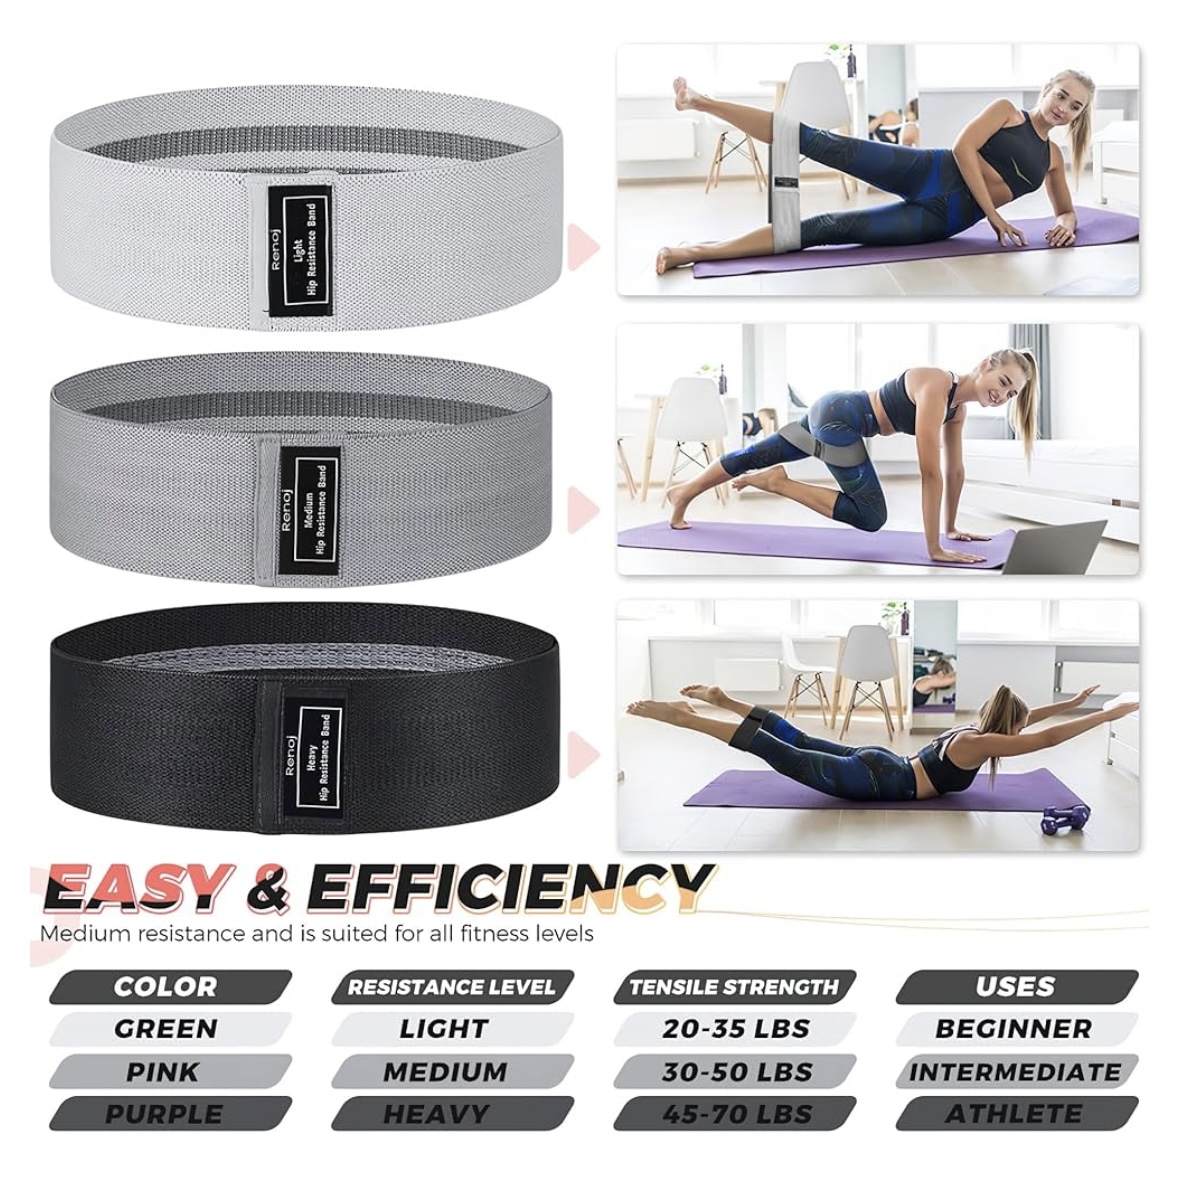 Renoj
Light
Hip Resistance Band
Renoj
Medium
Hip Resistance Band
Renoj
Heavy
Hip Resistance Band
EASY & EFFICIENCY
Medium resistance and is suited for all fitness levels
COLOR RESISTANCE LEVEL TENSILE STRENGTH USES
GREEN LIGHT 20-35 LBS BEGINNER
PINK MEDIUM 30-50 LBS INTERMEDIATE
PURPLE HEAVY 45-70 LBS ATHLETE